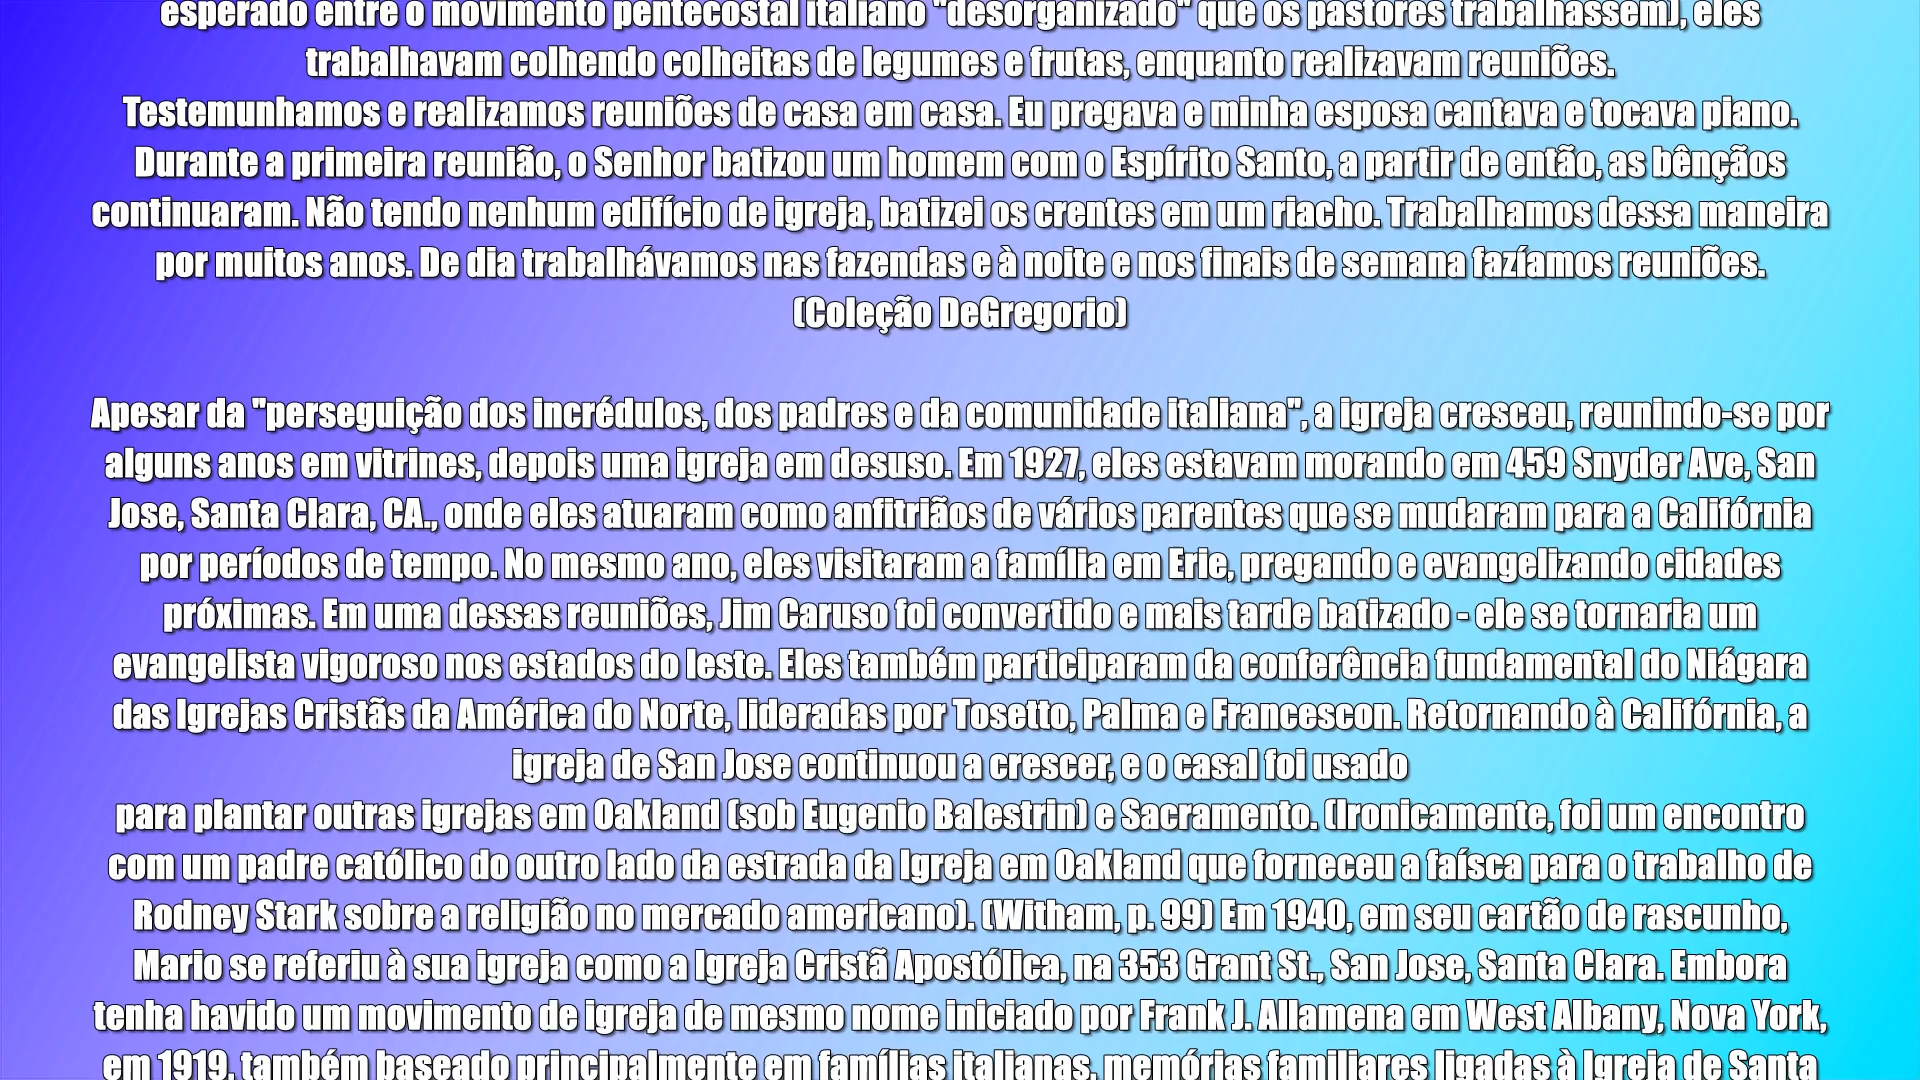 esperado entre o movimento pentecostal italiano "desorganizado" que os pastores trabalhassem), eles
trabalhavam colhendo colheitas de legumes e frutas, enquanto realizavam reuniões.
Testemunhamos e realizamos reuniões de casa em casa. Eu pregava e minha esposa cantava e tocava piano.
Durante a primeira reunião, o Senhor batizou um homem com o Espírito Santo, a partir de então, as bênçãos
continuaram. Não tendo nenhum edifício de igreja, batizei os crentes em um riacho. Trabalhamos dessa maneira
por muitos anos. De dia trabalhávamos nas fazendas e à noite e nos finais de semana fazíamos reuniões.
(Coleção DeGregorio)
Apesar da "perseguição dos incrédulos, dos padres e da comunidade italiana", a igreja cresceu, reunindo-se por
alguns anos em vitrines, depois uma igreja em desuso. Em 1927, eles estavam morando em 459 Snyder Ave, San
Jose, Santa Clara, CA., onde eles atuaram como anfitriãos de vários parentes que se mudaram para a Califórnia
por períodos de tempo. No mesmo ano, eles visitaram a família em Erie, pregando e evangelizando cidades
próximas. Em uma dessas reuniões, Jim Caruso foi convertido e mais tarde batizado - ele se tornaria um
evangelista vigoroso nos estados do leste. Eles também participaram da conferência fundamental do Niágara
das Igrejas Cristãs da América do Norte, lideradas por Tosetto, Palma e Francescon. Retornando à Califórnia, a
igreja de San Jose continuou a crescer, e o casal foi usado
para plantar outras igrejas em Oakland (sob Eugenio Balestrin) e Sacramento. (Ironicamente, foi um encontro
com um padre católico do outro lado da estrada da Igreja em Oakland que forneceu a faísca para o trabalho de
Rodney Stark sobre a religião no mercado americano). (Witham, p. 99) Em 1940, em seu cartão de rascunho,
Mario se referiu à sua igreja como a Igreja Cristã Apostólica, na 353 Grant St., San Jose, Santa Clara. Embora
tenha havido um movimento de igreja de mesmo nome iniciado por Frank J. Allamena em West Albany, Nova York,
em 1919, também baseado principalmente em famílias italianas, memórias familiares ligadas à Igreja de Santa